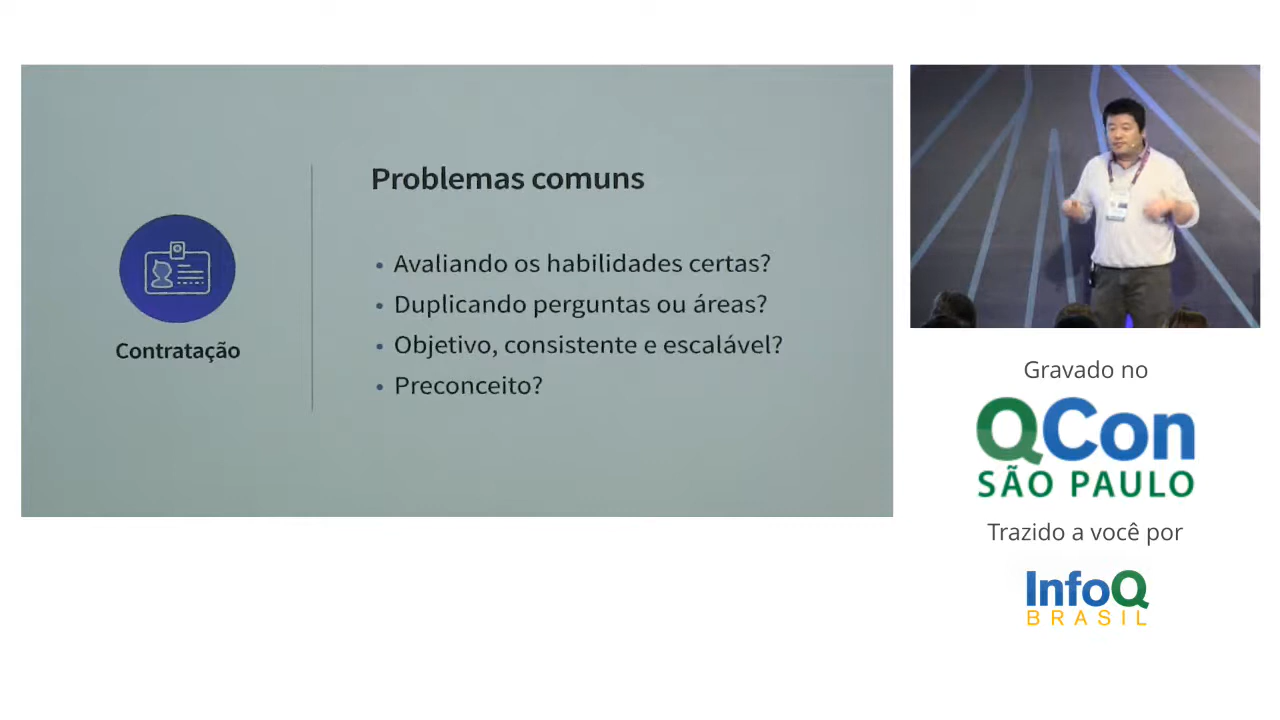 Problemas comuns
Avaliando os habilidades certas?
Duplicando perguntas ou áreas?
Objetivo, consistente e escalável?
Preconceito?
Contratação
Gravado no
QCon
SÃO PAULO
Trazido a você por
InfoQ
BRASIL